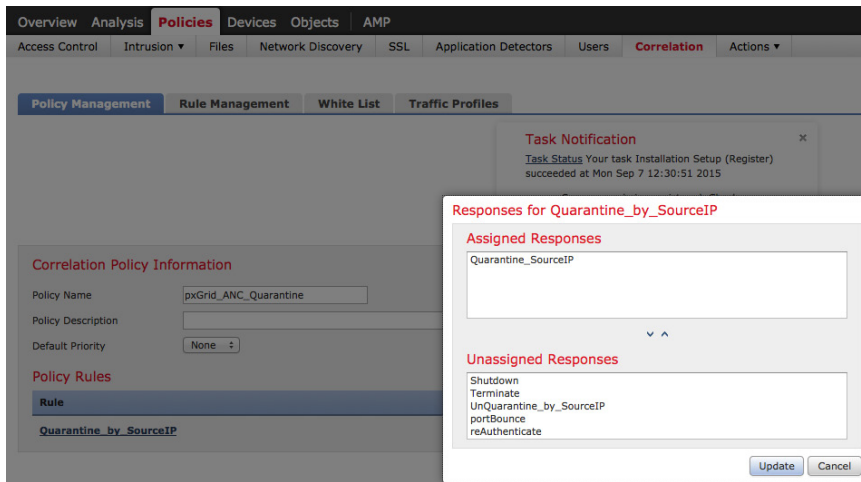 Overview Analysis Policies Devices Objects AMP
Access Control Intrusion ▼ Files Network Discovery SSL Application Detectors Users Correlation Actions ▼
Policy Management Rule Management White List Traffic Profiles
Task Notification ×
Task Status Your task Installation Setup (Register)
succeeded at Mon Sep 7 12:30:51 2015
Responses for Quarantine_by_SourceIP
Assigned Responses
Quarantine_SourceIP
Unassigned Responses
Shutdown
Terminate
UnQuarantine_by_SourceIP
portBounce
reAuthenticate
Update Cancel
Correlation Policy Information
Policy Name pxGrid_ANC_Quarantine
Policy Description
Default Priority None
Policy Rules
Rule
Quarantine_by_SourceIP